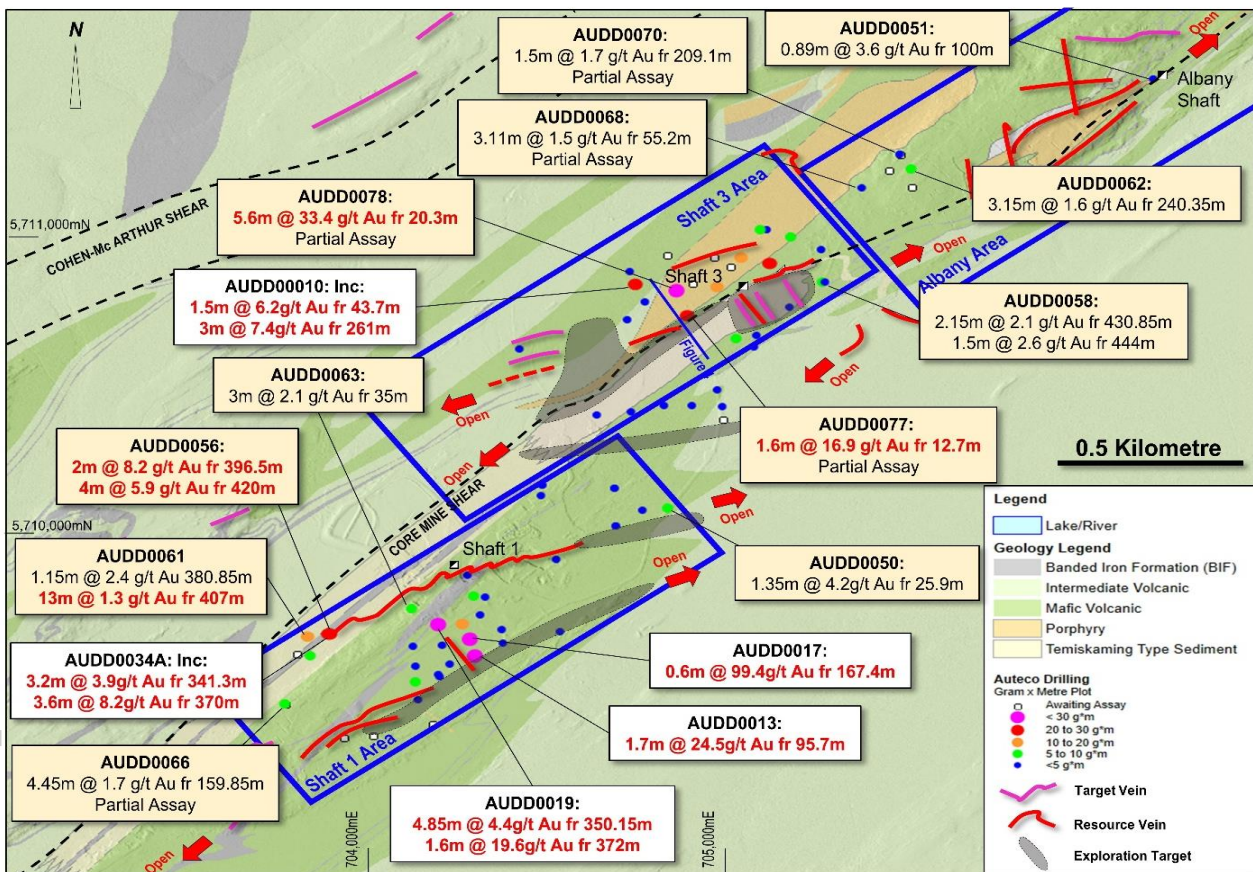 N
AUDD0070:
1.5m @ 1.7 g/t Au fr 209.1m
Partial Assay
AUDD0051:
0.89m @ 3.6 g/t Au fr 100m
Open
Albany
Shaft
AUDD0068:
3.11m @ 1.5 g/t Au fr 55.2m
Partial Assay
AUDD0078:
5.6m @ 33.4 g/t Au fr 20.3m
Partial Assay
Shaft 3 Area
AUDD0062:
3.15m @ 1.6 g/t Au fr 240.35m
5,711,000mN
COHEN-Mc ARTHUR SHEAR
Open
Albany Area
Shaft 3
AUDD00010: Inc:
1.5m @ 6.2g/t Au fr 43.7m
3m @ 7.4g/t Au fr 261m
AUDD0058:
2.15m @ 2.1 g/t Au fr 430.85m
1.5m @ 2.6 g/t Au fr 444m
Figure
AUDD0063:
3m @ 2.1 g/t Au fr 35m
Open
Open
AUDD0056:
2m @ 8.2 g/t Au fr 396.5m
4m @ 5.9 g/t Au fr 420m
AUDD0077:
1.6m @ 16.9 g/t Au fr 12.7m
Partial Assay
0.5 Kilometre
Open
CORE MINE SHEAR
5,710,000mN
Open
Shaft 1
Open
AUDD0061
1.15m @ 2.4 g/t Au 380.85m
13m @ 1.3 g/t Au fr 407m
AUDD0050:
1.35m @ 4.2g/t Au fr 25.9m
AUDD0034A: Inc:
3.2m @ 3.9g/t Au fr 341.3m
3.6m @ 8.2g/t Au fr 370m
AUDD0017:
0.6m @ 99.4g/t Au fr 167.4m
AUDD0013:
1.7m @ 24.5g/t Au fr 95.7m
Shaft 1 Area
AUDD0066
4.45m @ 1.7 g/t Au fr 159.85m
Partial Assay
AUDD0019:
4.85m @ 4.4g/t Au fr 350.15m
1.6m @ 19.6g/t Au fr 372m
Open
704,000mE
705,000mE
Legend
Lake/River
Geology Legend
Banded Iron Formation (BIF)
Intermediate Volcanic
Mafic Volcanic
Porphyry
Temiskaming Type Sediment
Auteco Drilling
Gram x Metre Plot
Awaiting Assay
< 30 g*m
20 to 30 g*m
10 to 20 g*m
5 to 10 g*m
<5 g*m
Target Vein
Resource Vein
Exploration Target